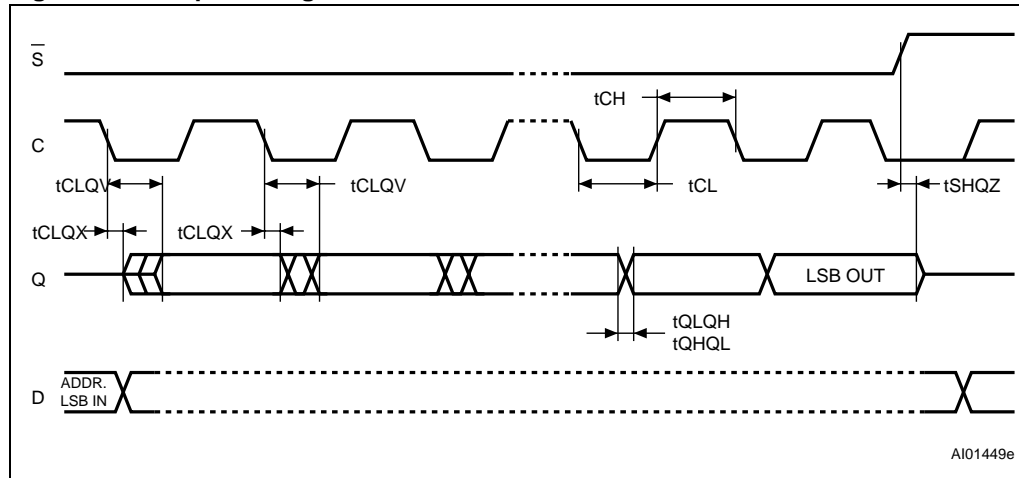 S
tCH
C
tCLQV
tCLQV
tCL
tSHQZ
tCLQX
tCLQX
Q
LSB OUT
tQLQH
tQHQL
ADDR.
D
LSB IN
AI01449e